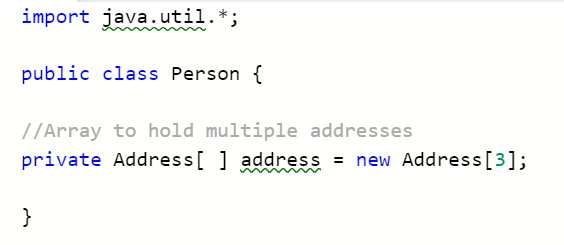 import java.util.*;
public class Person {
//Array to hold multiple addresses
private Address[ ] address = new Address[3];
}